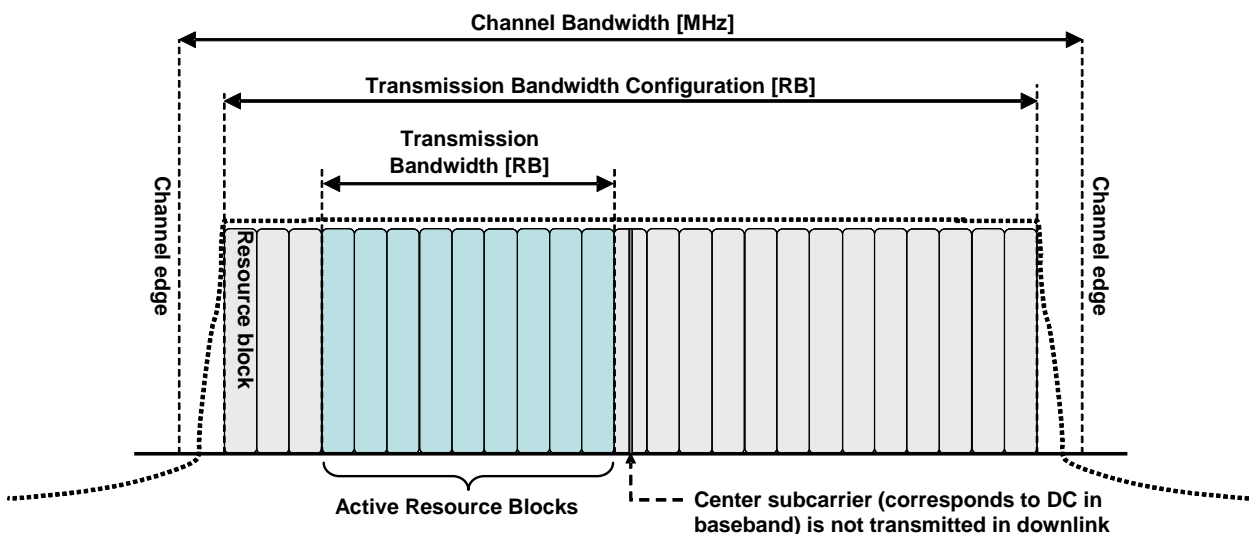 Channel Bandwidth [MHz]
Transmission Bandwidth Configuration [RB]
Transmission
Bandwidth [RB]
Channel edge
Channel edge
Resource block
Active Resource Blocks
Center subcarrier (corresponds to DC in
baseband) is not transmitted in downlink